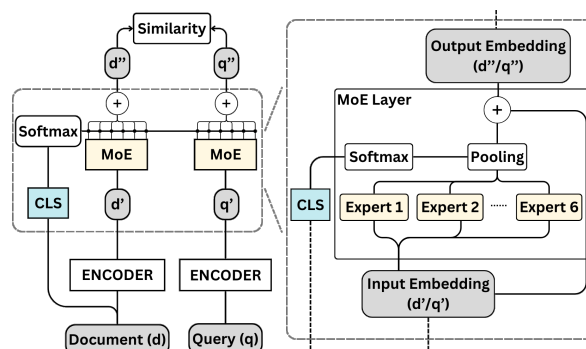 Similarity
d’’
q’’
+
+
Softmax
MoE
MoE
CLS
d’
q’
ENCODER
ENCODER
Document (d)
Query (q)
Output Embedding
(d’’/q’’)
MoE Layer
+
Softmax
Pooling
CLS
Expert 1
Expert 2
......
Expert 6
Input Embedding
(d’/q’)